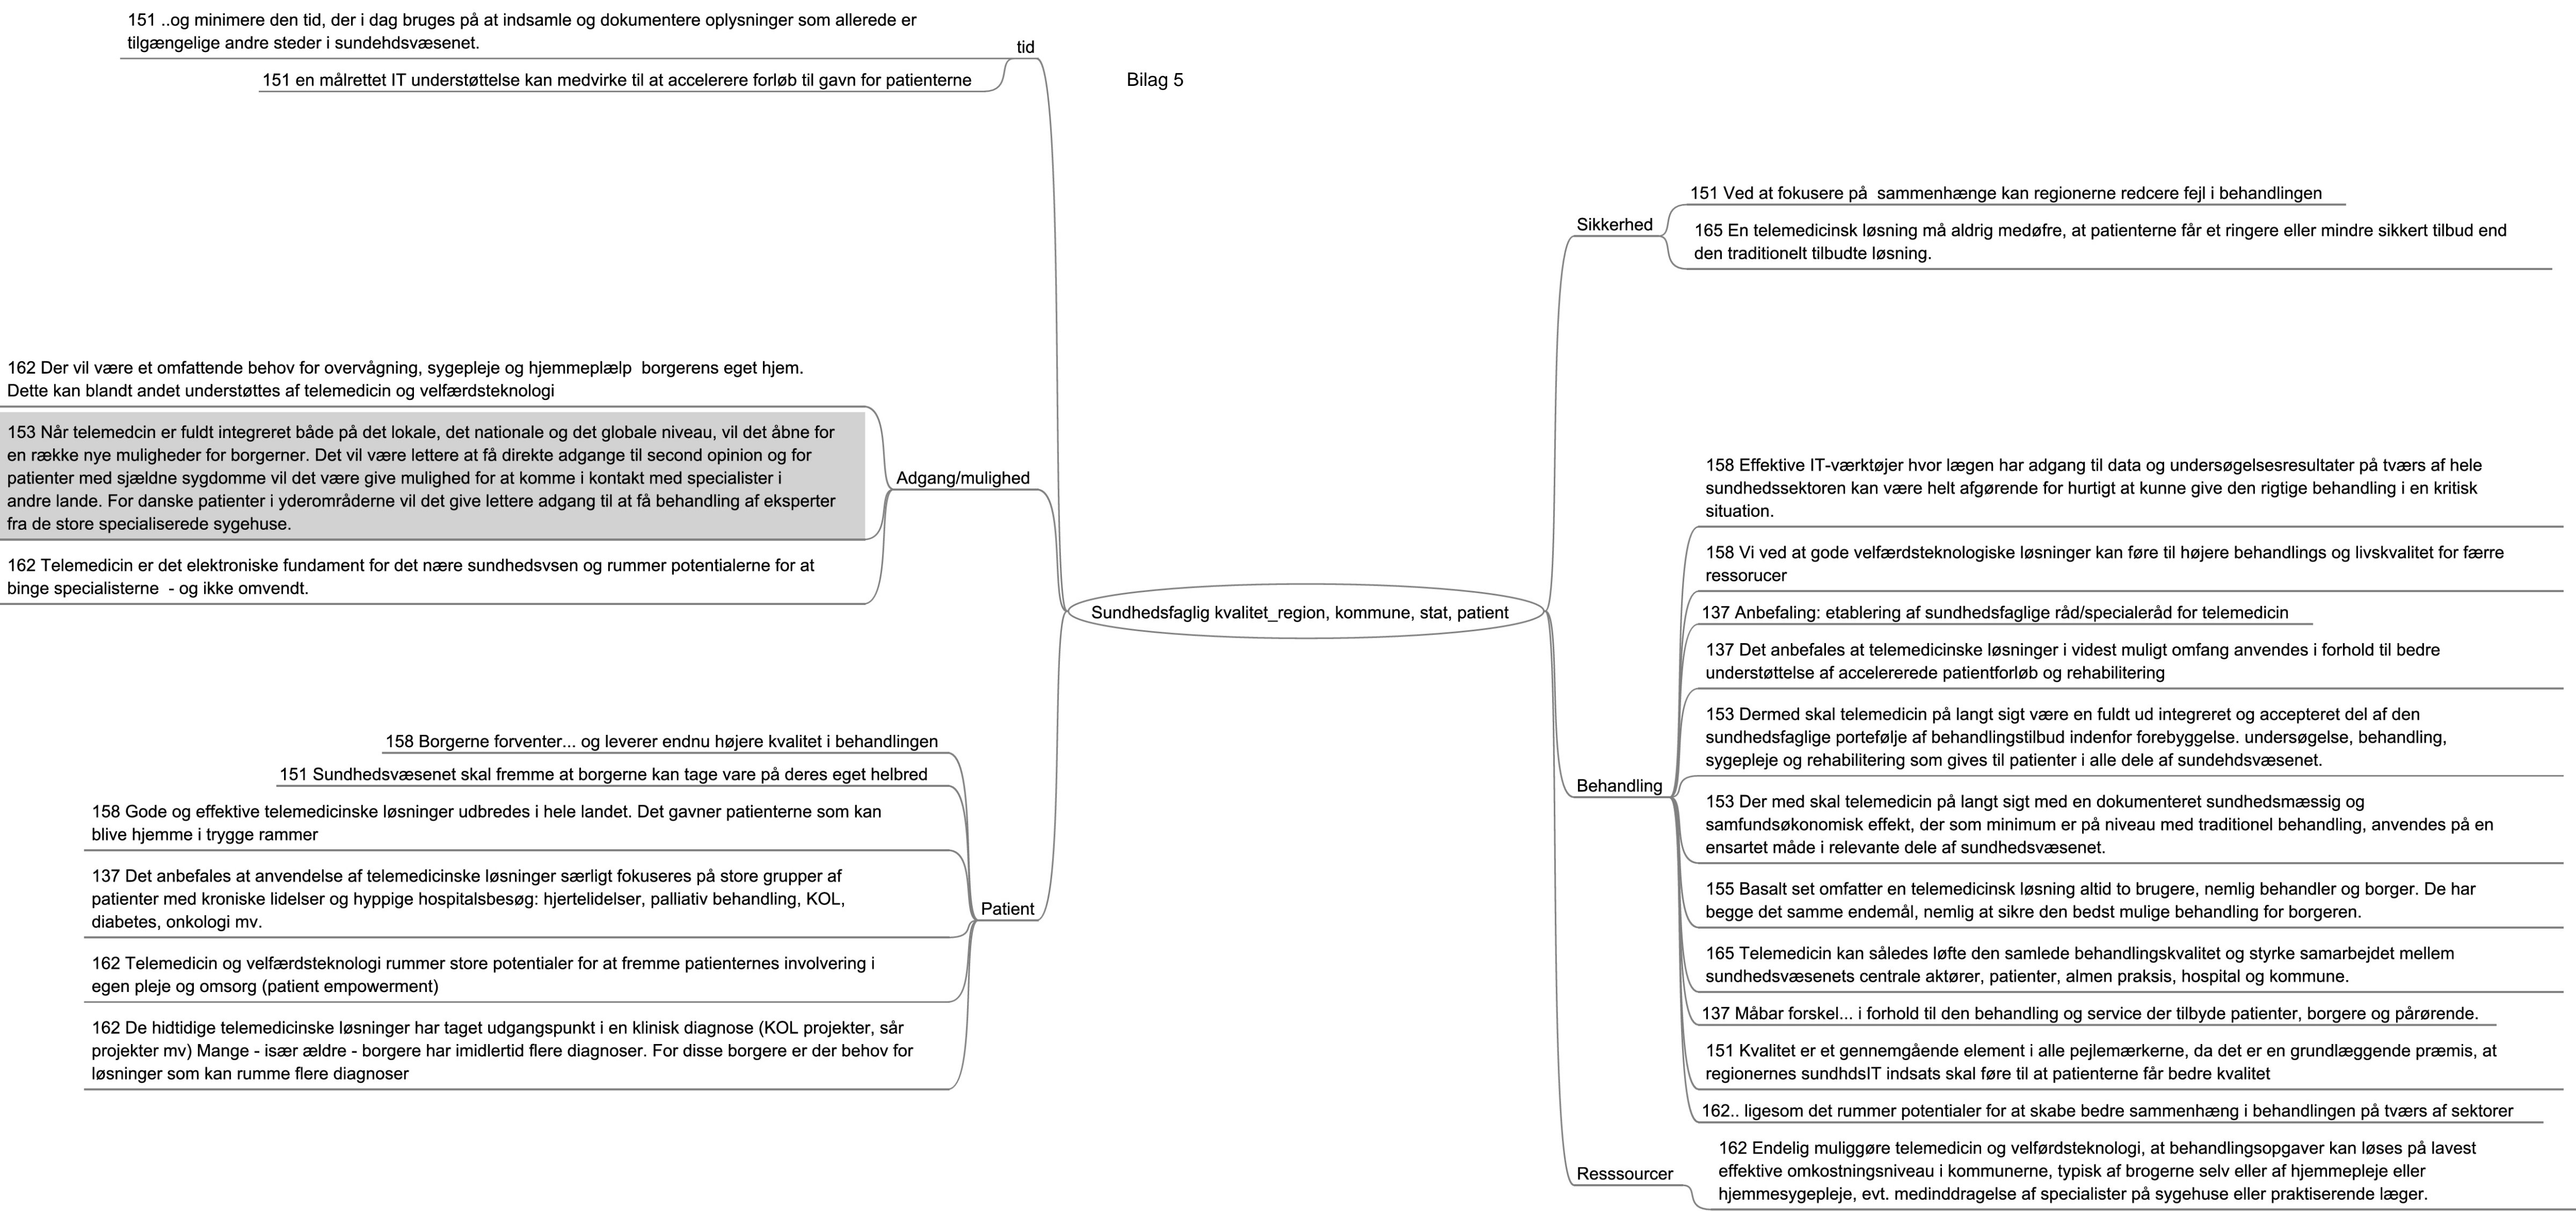 Bilag 5
151 ..og minimere den tid, der i dag bruges på at indsamle og dokumentere oplysninger som allerede er
tilgængelige andre steder i sundehdsvæsenet.
tid
151 en målrettet IT understøttelse kan medvirke til at accelerere forløb til gavn for patienterne
162 Der vil være et omfattende behov for overvågning, sygepleje og hjemmeplælp  borgerens eget hjem.
Dette kan blandt andet understøttes af telemedicin og velfærdsteknologi
153 Når telemedcin er fuldt integreret både på det lokale, det nationale og det globale niveau, vil det åbne for
en række nye muligheder for borgerner. Det vil være lettere at få direkte adgange til second opinion og for
patienter med sjældne sygdomme vil det være give mulighed for at komme i kontakt med specialister i
andre lande. For danske patienter i yderområderne vil det give lettere adgang til at få behandling af eksperter
fra de store specialiserede sygehuse.
Adgang/mulighed
162 Telemedicin er det elektroniske fundament for det nære sundhedsvsen og rummer potentialerne for at
binge specialisterne  - og ikke omvendt.
Sundhedsfaglig kvalitet_region, kommune, stat, patient
158 Borgerne forventer... og leverer endnu højere kvalitet i behandlingen
151 Sundhedsvæsenet skal fremme at borgerne kan tage vare på deres eget helbred
158 Gode og effektive telemedicinske løsninger udbredes i hele landet. Det gavner patienterne som kan
blive hjemme i trygge rammer
137 Det anbefales at anvendelse af telemedicinske løsninger særligt fokuseres på store grupper af
patienter med kroniske lidelser og hyppige hospitalsbesøg: hjertelidelser, palliativ behandling, KOL,
diabetes, onkologi mv.
Patient
162 Telemedicin og velfærdsteknologi rummer store potentialer for at fremme patienternes involvering i
egen pleje og omsorg (patient empowerment)
162 De hidtidige telemedicinske løsninger har taget udgangspunkt i en klinisk diagnose (KOL projekter, sår
projekter mv) Mange - især ældre - borgere har imidlertid flere diagnoser. For disse borgere er der behov for
løsninger som kan rumme flere diagnoser
151 Ved at fokusere på  sammenhænge kan regionerne redcere fejl i behandlingen
Sikkerhed
165 En telemedicinsk løsning må aldrig medøfre, at patienterne får et ringere eller mindre sikkert tilbud end
den traditionelt tilbudte løsning.
158 Effektive IT-værktøjer hvor lægen har adgang til data og undersøgelsesresultater på tværs af hele
sundhedssektoren kan være helt afgørende for hurtigt at kunne give den rigtige behandling i en kritisk
situation.
158 Vi ved at gode velfærdsteknologiske løsninger kan føre til højere behandlings og livskvalitet for færre
ressorucer
137 Anbefaling: etablering af sundhedsfaglige råd/specialeråd for telemedicin
137 Det anbefales at telemedicinske løsninger i videst muligt omfang anvendes i forhold til bedre
understøttelse af accelererede patientforløb og rehabilitering
153 Dermed skal telemedicin på langt sigt være en fuldt ud integreret og accepteret del af den
sundhedsfaglige portefølje af behandlingstilbud indenfor forebyggelse. undersøgelse, behandling,
sygepleje og rehabilitering som gives til patienter i alle dele af sundehdsvæsenet.
Behandling
153 Der med skal telemedicin på langt sigt med en dokumenteret sundhedsmæssig og
samfundsøkonomisk effekt, der som minimum er på niveau med traditionel behandling, anvendes på en
ensartet måde i relevante dele af sundhedsvæsenet.
155 Basalt set omfatter en telemedicinsk løsning altid to brugere, nemlig behandler og borger. De har
begge det samme endemål, nemlig at sikre den bedst mulige behandling for borgeren.
165 Telemedicin kan således løfte den samlede behandlingskvalitet og styrke samarbejdet mellem
sundhedsvæsenets centrale aktører, patienter, almen praksis, hospital og kommune.
137 Måbar forskel... i forhold til den behandling og service der tilbyde patienter, borgere og pårørende.
151 Kvalitet er et gennemgående element i alle pejlemærkerne, da det er en grundlæggende præmis, at
regionernes sundhdsIT indsats skal føre til at patienterne får bedre kvalitet
162.. ligesom det rummer potentialer for at skabe bedre sammenhæng i behandlingen på tværs af sektorer
Resssourcer
162 Endelig muliggøre telemedicin og velførdsteknologi, at behandlingsopgaver kan løses på lavest
effektive omkostningsniveau i kommunerne, typisk af brogerne selv eller af hjemmepleje eller
hjemmesygepleje, evt. medinddragelse af specialister på sygehuse eller praktiserende læger.